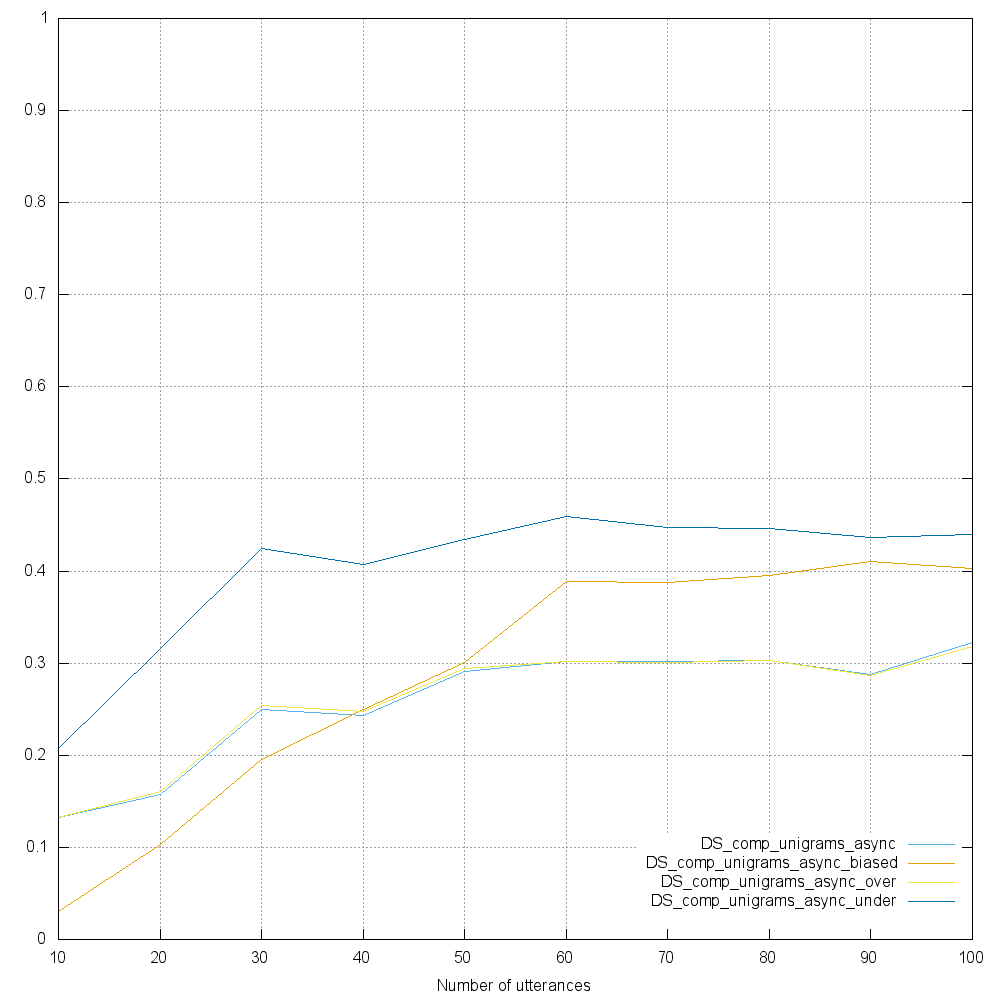 1
0.9
0.8
0.7
0.6
0.5
0.4
0.3
0.2
0.1
0
DS_comp_unigrams_async
DS_comp_unigrams_async_biased
DS_comp_unigrams_async_over
DS_comp_unigrams_async_under
10 20 30 40 50 60 70 80 90 100
Number of utterances